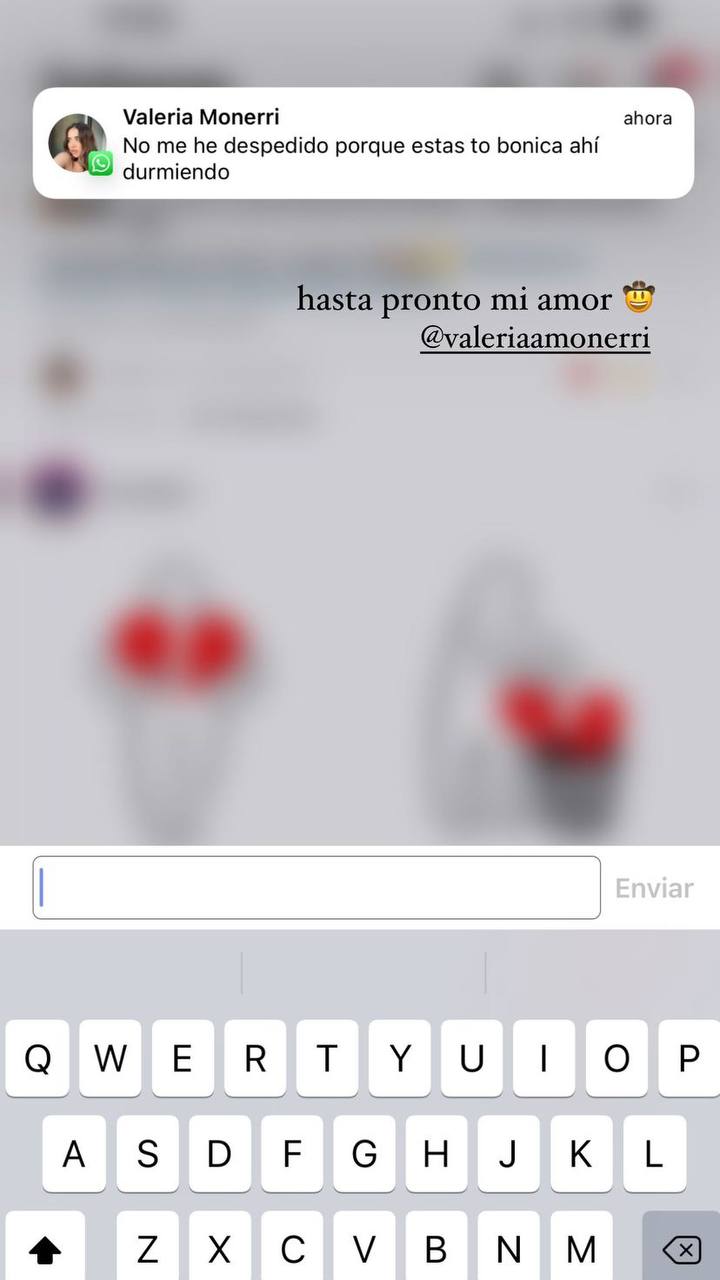 Valeria Monerri
ahora
No me he despedido porque estas to bonica ahí
durmiendo
hasta pronto mi amor 🤠
@valeriaamonerri
Enviar
Q W E R T Y U I O P
A S D F G H J K L
Z X C V B N M